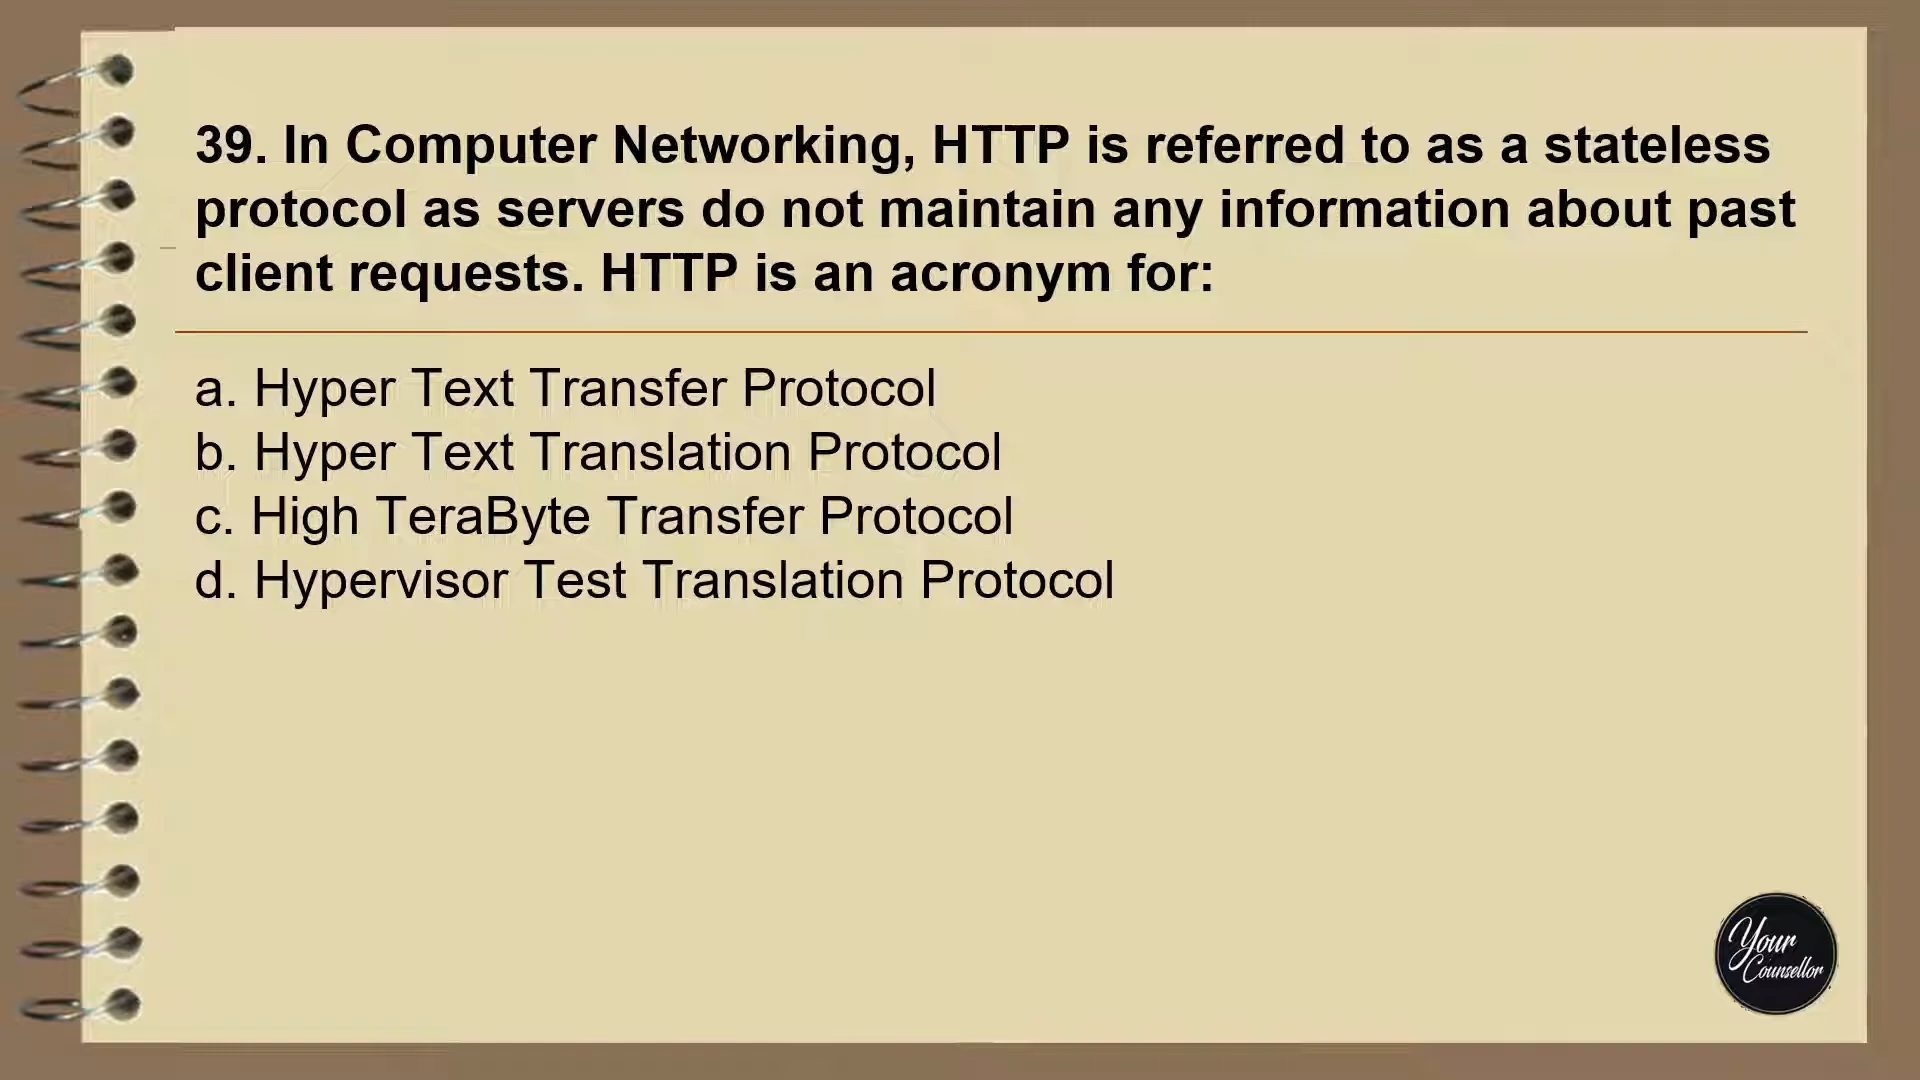 39. In Computer Networking, HTTP is referred to as a stateless
protocol as servers do not maintain any information about past
client requests. HTTP is an acronym for:
a. Hyper Text Transfer Protocol
b. Hyper Text Translation Protocol
c. High TeraByte Transfer Protocol
d. Hypervisor Test Translation Protocol
Your
Counsellor